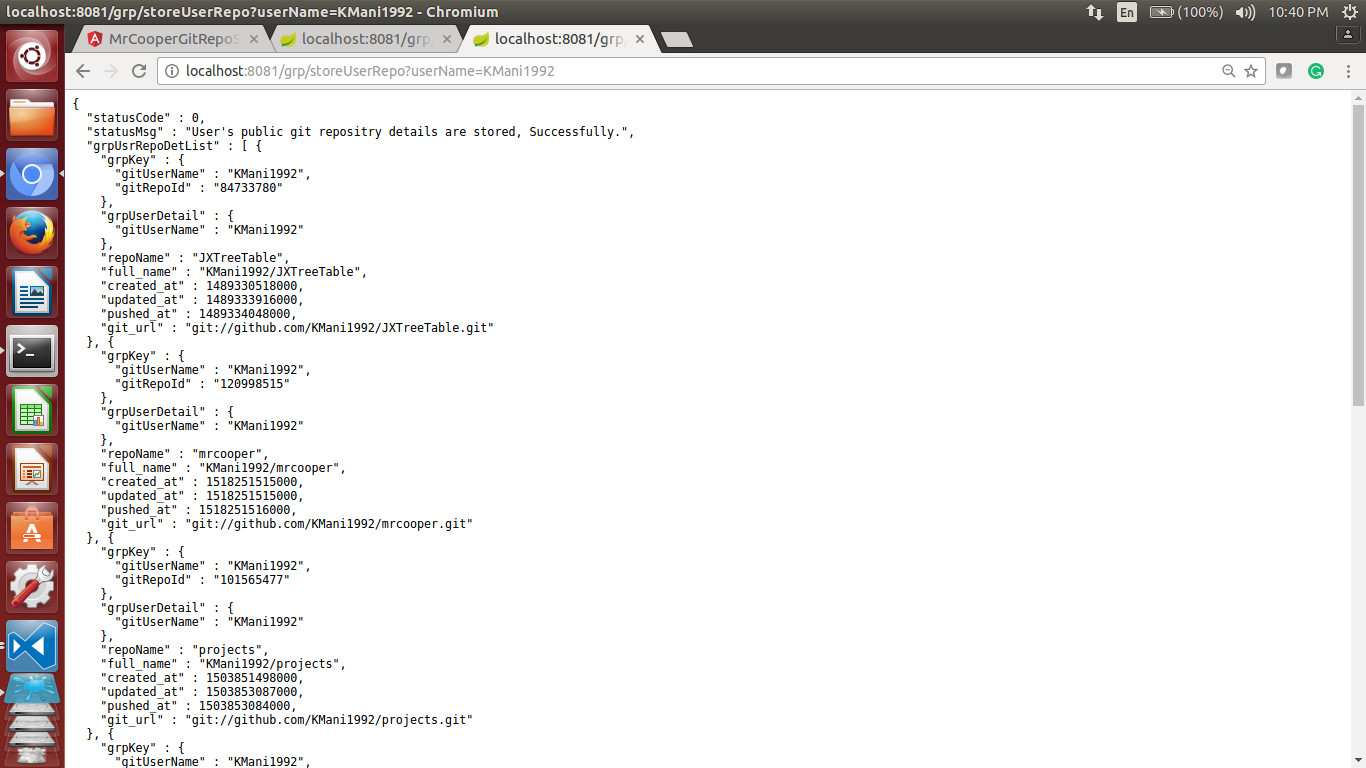 localhost:8081/grp/storeUserRepo?userName=KMani1992 - Chromium
En
(100%)
10:40 PM
MrCooperGitRepoS
localhost:8081/grp
localhost:8081/grp
localhost:8081/grp/storeUserRepo?userName=KMani1992
{
"statusCode" : 0,
"statusMsg" : "User's public git repositry details are stored, Successfully.",
"grpUsrRepoDetList" : [ {
"grpKey" : {
"gitUserName" : "KMani1992",
"gitRepoId" : "84733780"
},
"grpUserDetail" : {
"gitUserName" : "KMani1992"
},
"repoName" : "JXTreeTable",
"full_name" : "KMani1992/JXTreeTable",
"created_at" : 1489330518000,
"updated_at" : 1489333916000,
"pushed_at" : 1489334048000,
"git_url" : "git://github.com/KMani1992/JXTreeTable.git"
}, {
"grpKey" : {
"gitUserName" : "KMani1992",
"gitRepoId" : "120998515"
},
"grpUserDetail" : {
"gitUserName" : "KMani1992"
},
"repoName" : "mrcooper",
"full_name" : "KMani1992/mrcooper",
"created_at" : 1518251515000,
"updated_at" : 1518251515000,
"pushed_at" : 1518251516000,
"git_url" : "git://github.com/KMani1992/mrcooper.git"
}, {
"grpKey" : {
"gitUserName" : "KMani1992",
"gitRepoId" : "101565477"
},
"grpUserDetail" : {
"gitUserName" : "KMani1992"
},
"repoName" : "projects",
"full_name" : "KMani1992/projects",
"created_at" : 1503851498000,
"updated_at" : 1503853087000,
"pushed_at" : 1503853084000,
"git_url" : "git://github.com/KMani1992/projects.git"
}, {
"grpKey" : {
"gitUserName" : "KMani1992",